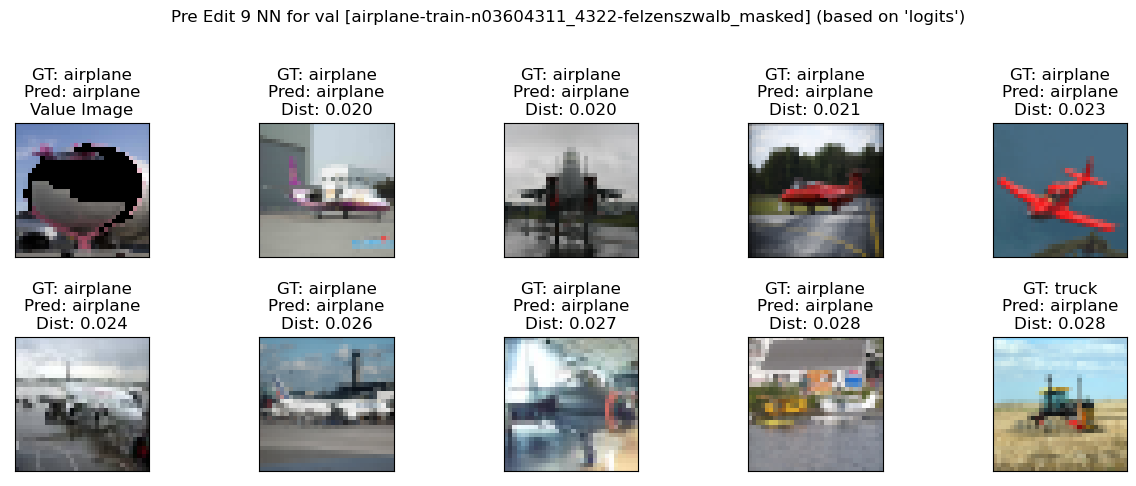 Pre Edit 9 NN for val [airplane-train-n03604311_4322-felzenszwalb_masked] (based on 'logits')
GT: airplane
Pred: airplane
Value Image
GT: airplane
Pred: airplane
Dist: 0.020
GT: airplane
Pred: airplane
Dist: 0.020
GT: airplane
Pred: airplane
Dist: 0.021
GT: airplane
Pred: airplane
Dist: 0.023
GT: airplane
Pred: airplane
Dist: 0.024
GT: airplane
Pred: airplane
Dist: 0.026
GT: airplane
Pred: airplane
Dist: 0.027
GT: airplane
Pred: airplane
Dist: 0.028
GT: truck
Pred: airplane
Dist: 0.028